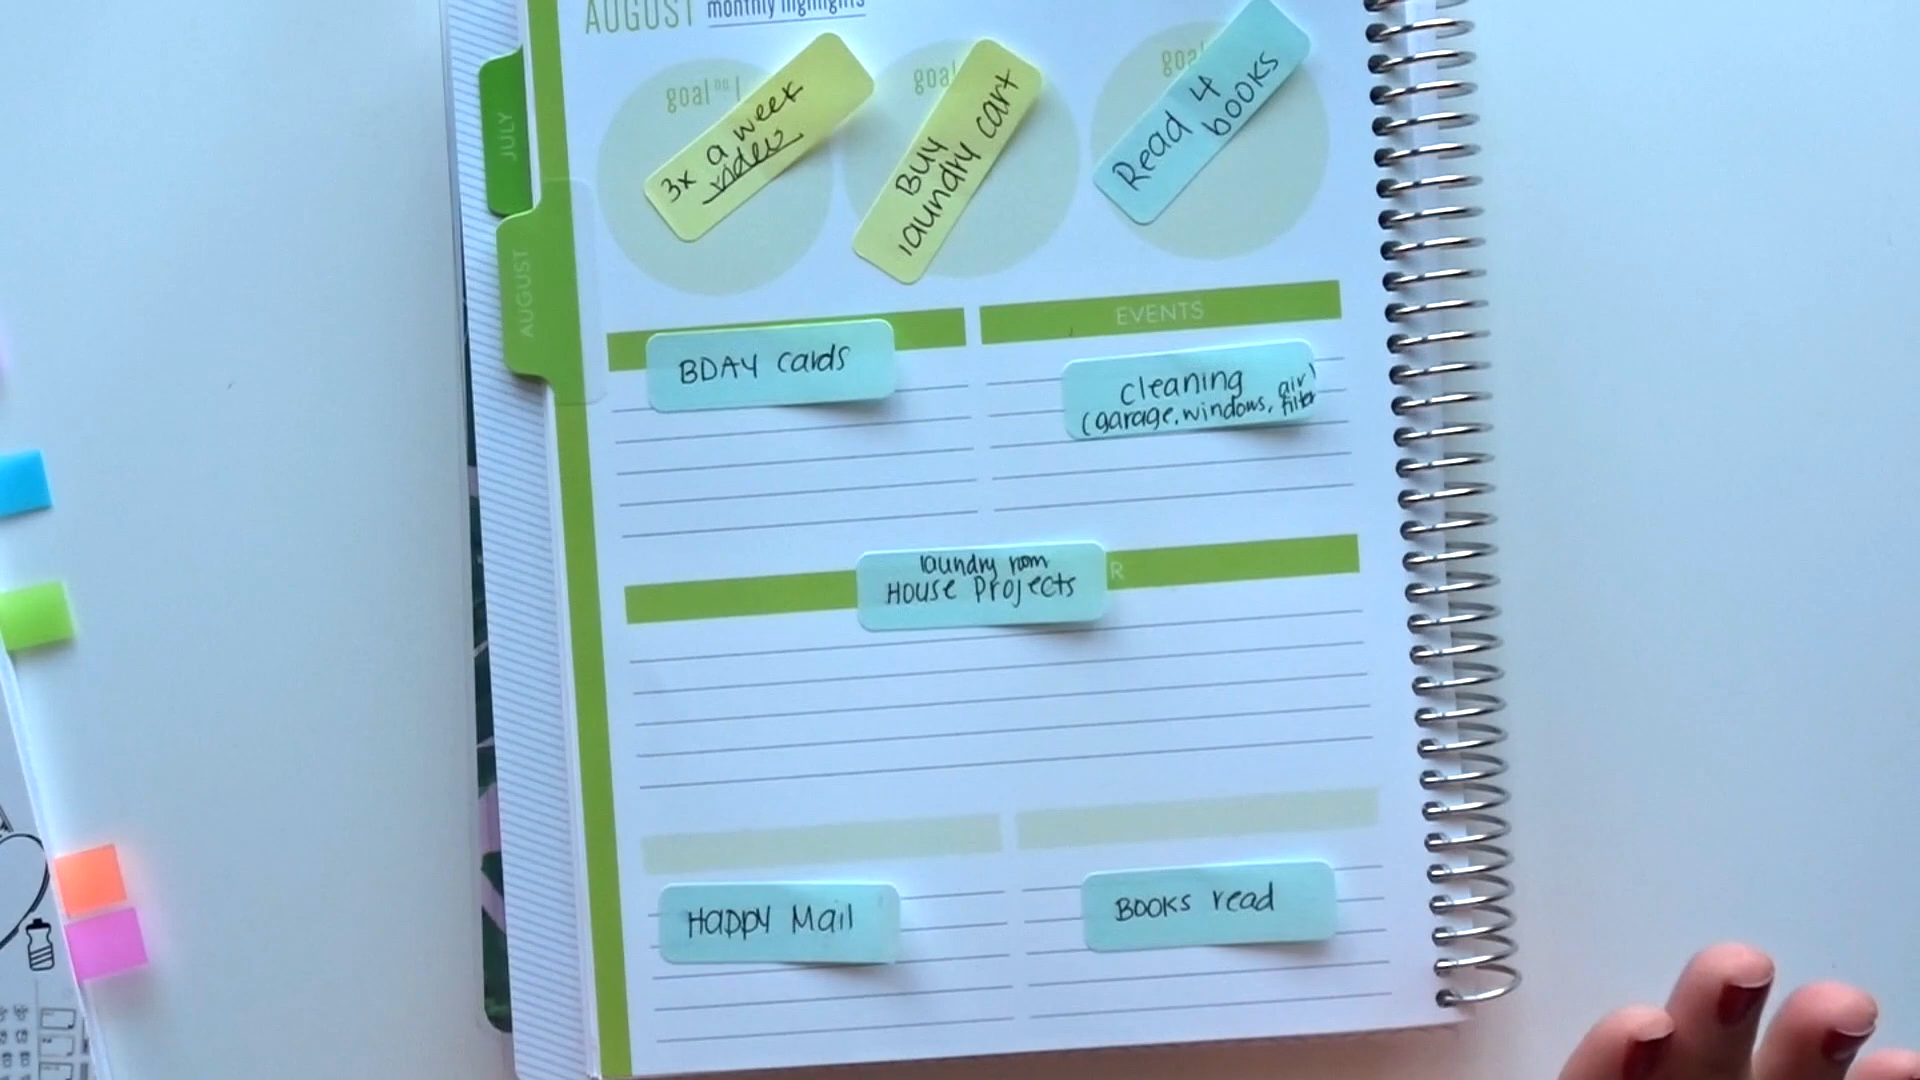 AUGUST monthly highlights
goal no. 1
goal
goal
3x a week
video
Buy
laundry cart
Read 4
books
JULY
AUGUST
EVENTS
BDAY cards
cleaning
(garage, windows, air
filter
laundry room
House Projects
R
Happy Mail
Books read